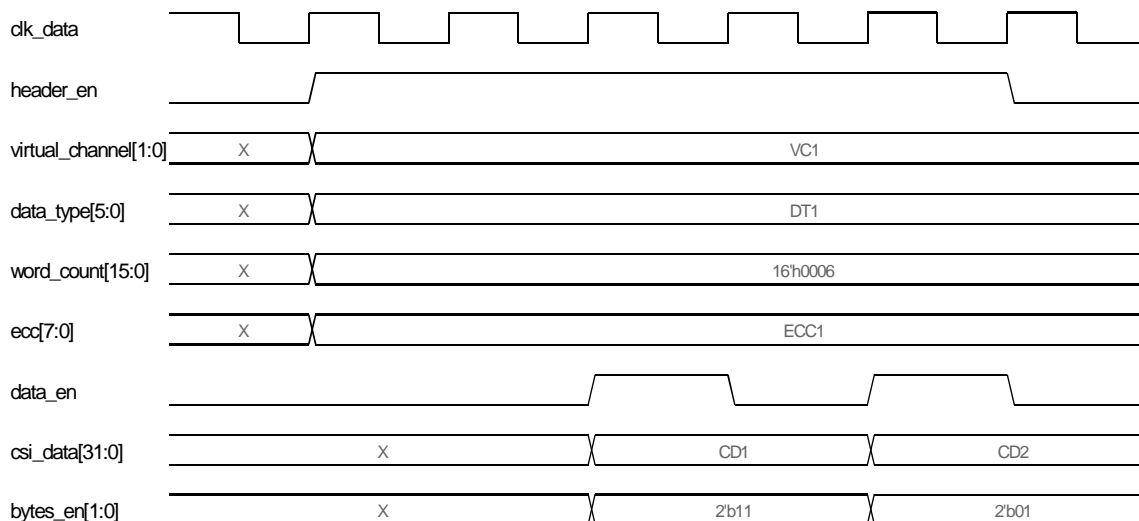 clk_data
header_en
virtual_channel[1:0] X VC1
data_type[5:0] X DT1
word_count[15:0] X 16'h0006
ecc[7:0] X ECC1
data_en
csi_data[31:0] X CD1 CD2
bytes_en[1:0] X 2'b11 2'b01